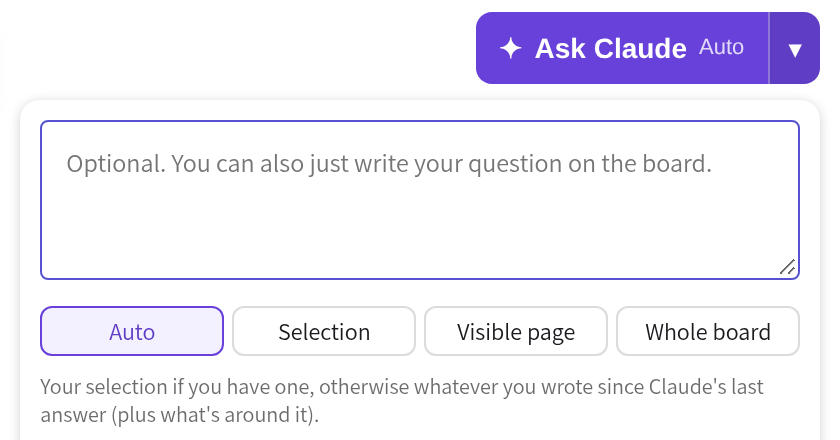 ✦ Ask Claude Auto ▼
Optional. You can also just write your question on the board.
Auto Selection Visible page Whole board
Your selection if you have one, otherwise whatever you wrote since Claude's last
answer (plus what's around it).